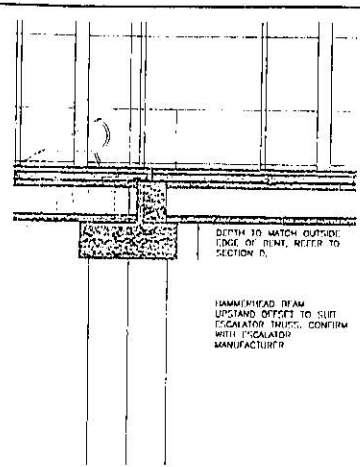 DEPTH TO MATCH OUTSIDE
EDGE OF BENT, REFER TO
SECTION D.
HAMMERHEAD BEAM
UPSTAND OFFSET TO SUIT
ESCALATOR TRUSS. CONFIRM
WITH ESCALATOR
MANUFACTURER